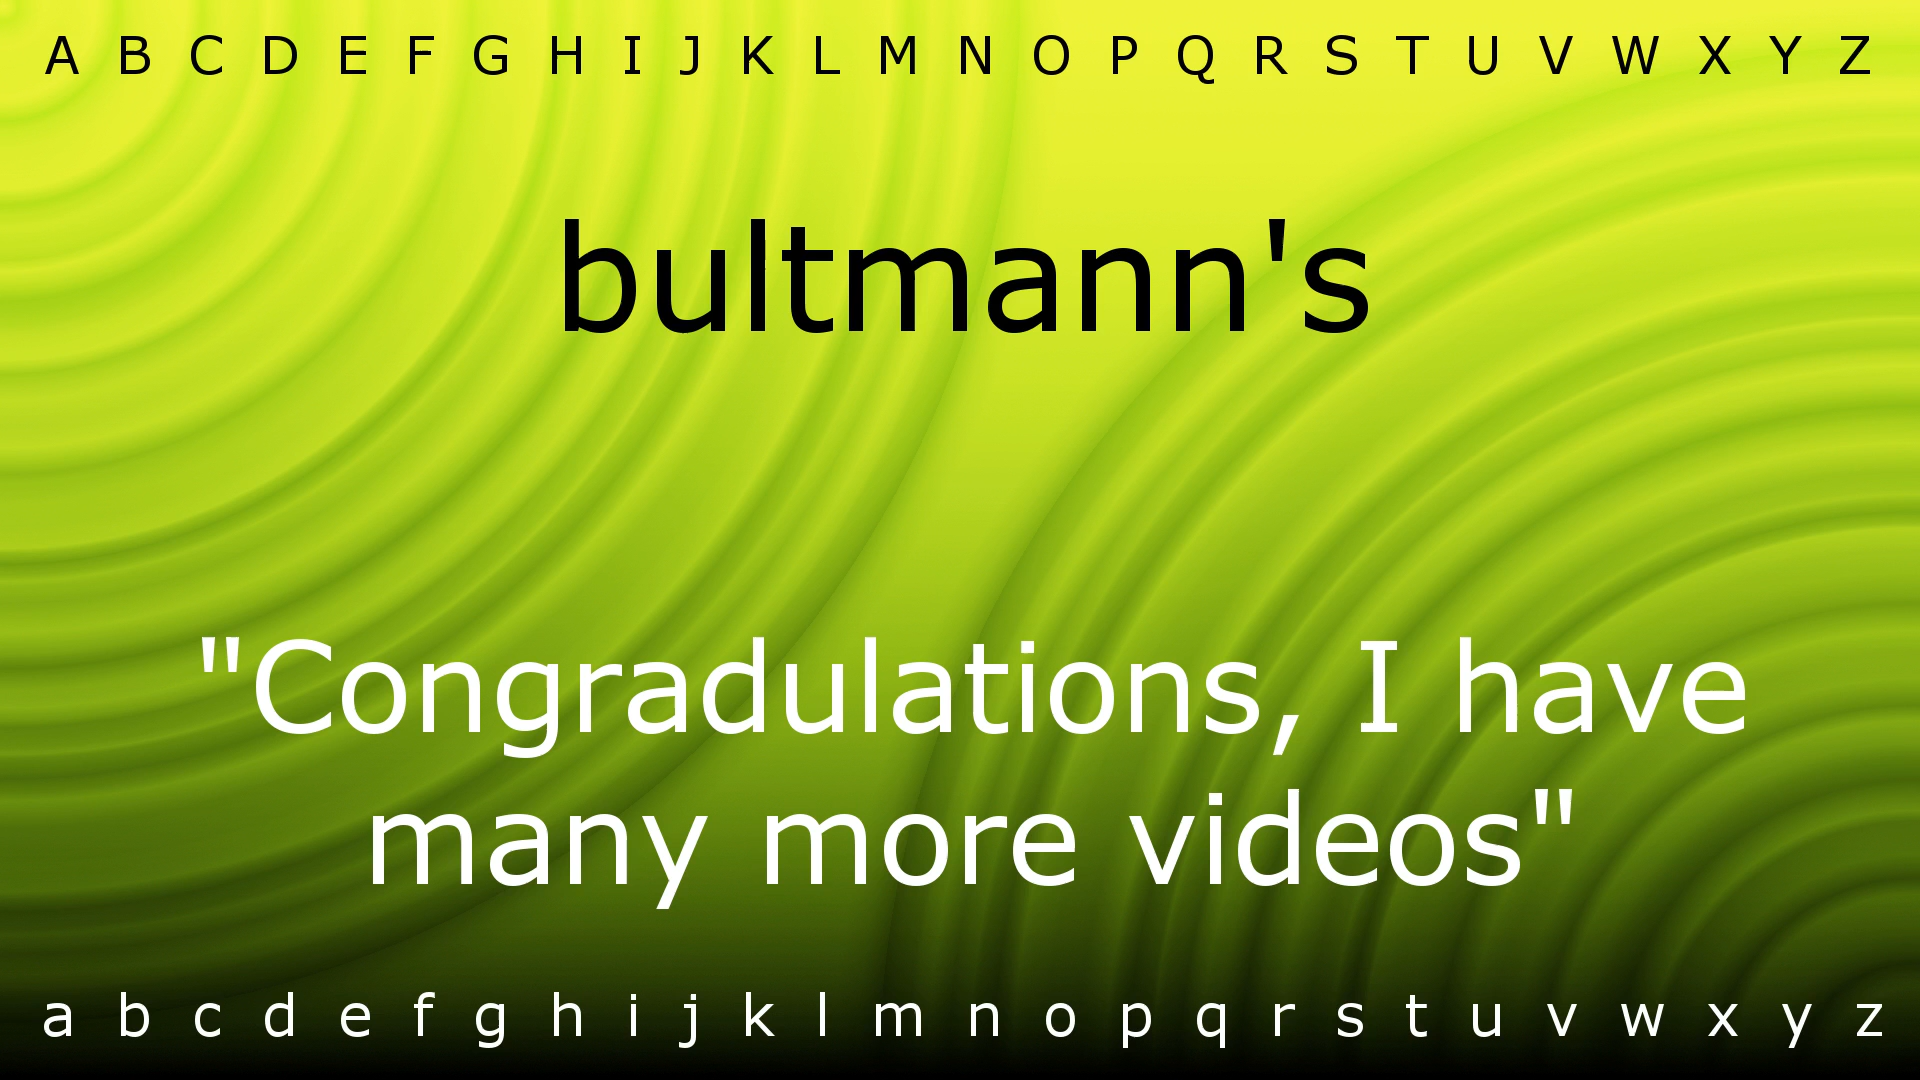 A B C D E F G H I J K L M N O P Q R S T U V W X Y Z
bultmann's
"Congradulations, I have
many more videos"
a b c d e f g h i j k l m n o p q r s t u v w x y z